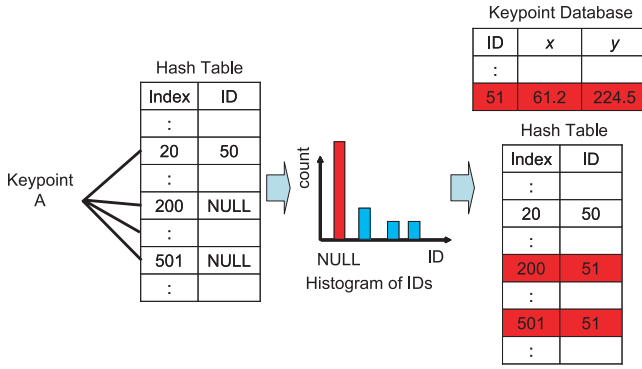 Keypoint Database
ID x y
:
51 61.2 224.5
Hash Table
Index ID
:
20 50
:
200 NULL
:
501 NULL
:
Keypoint
A
count
NULL
ID
Histogram of IDs
Hash Table
Index ID
:
20 50
:
200 51
:
501 51
: